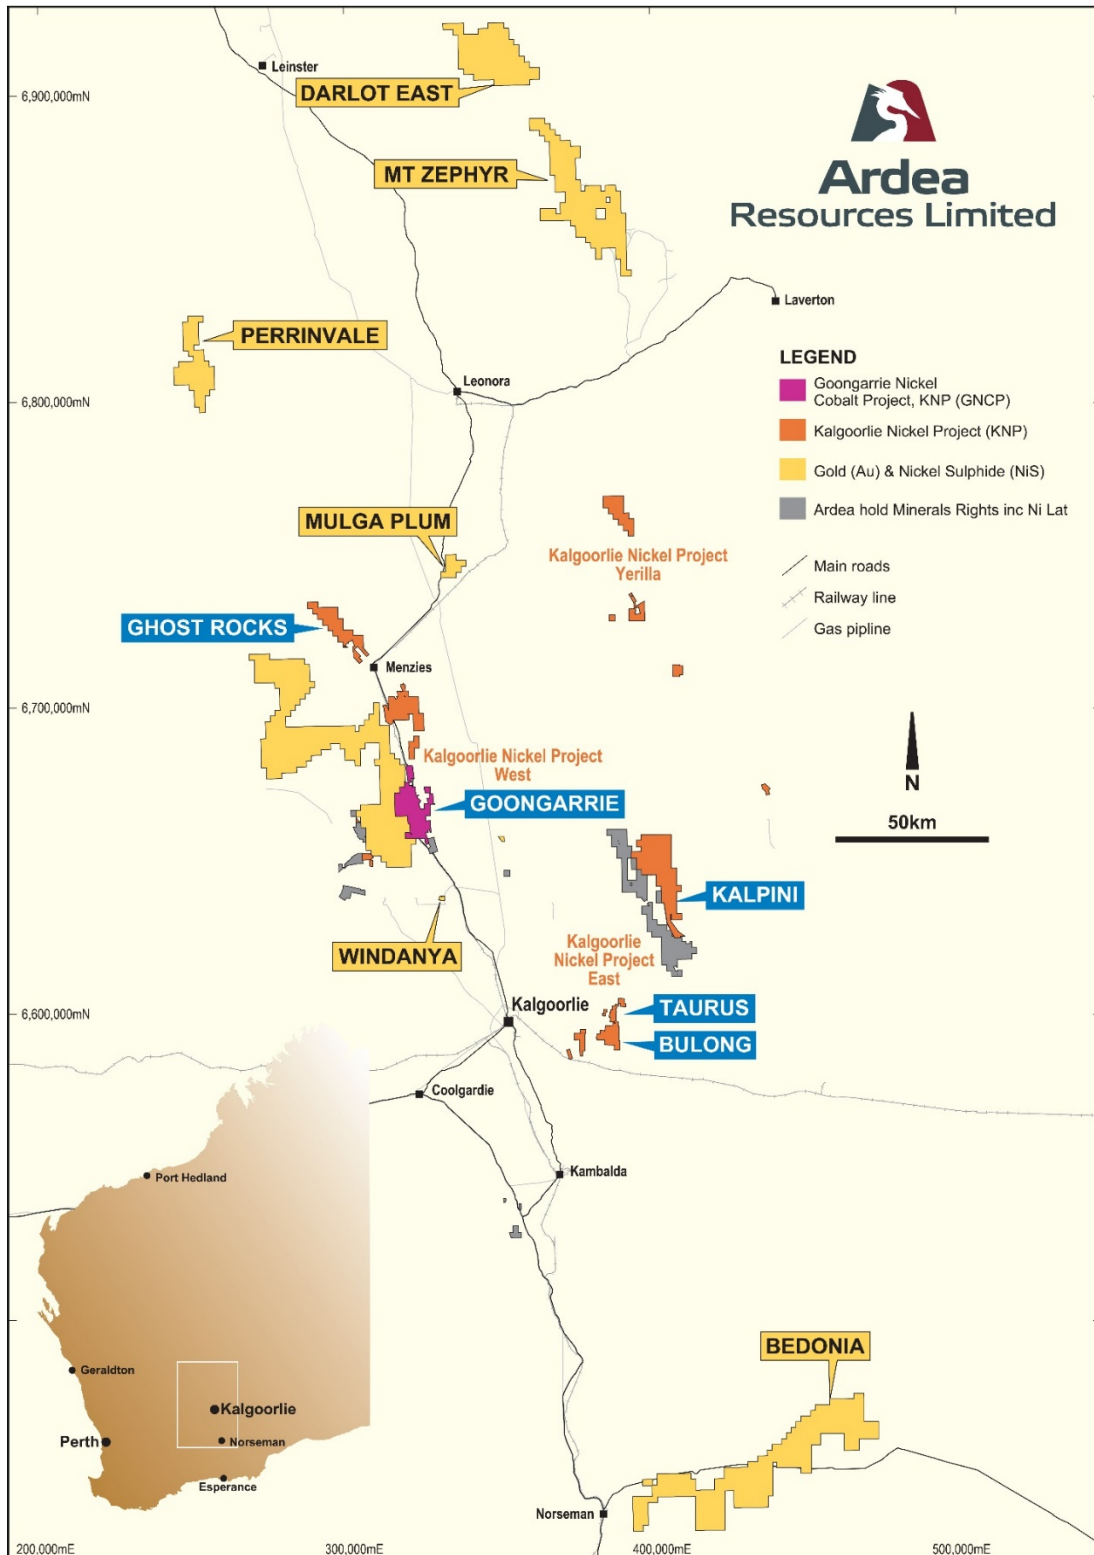 Leinster
DARLOT EAST
6,900,000mN
MT ZEPHYR
Ardea
Resources Limited
Laverton
PERRINVALE
LEGEND
Goongarrie Nickel
Cobalt Project, KNP (GNCP)
Kalgoorlie Nickel Project (KNP)
Gold (Au) & Nickel Sulphide (NiS)
Ardea hold Minerals Rights inc Ni Lat
Main roads
Railway line
Gas pipline
Leonora
6,800,000mN
MULGA PLUM
Kalgoorlie Nickel Project
Yerilla
GHOST ROCKS
Menzies
6,700,000mN
N
50km
Kalgoorlie Nickel Project
West
GOONGARRIE
KALPINI
WINDANYA
Kalgoorlie
Nickel Project
East
Kalgoorlie
6,600,000mN
TAURUS
BULONG
Coolgardie
Kambalda
Port Hedland
BEDONIA
Geraldton
Kalgoorlie
Perth
Norseman
Esperance
Norseman
200,000mE
300,000mE
400,000mE
500,000mE